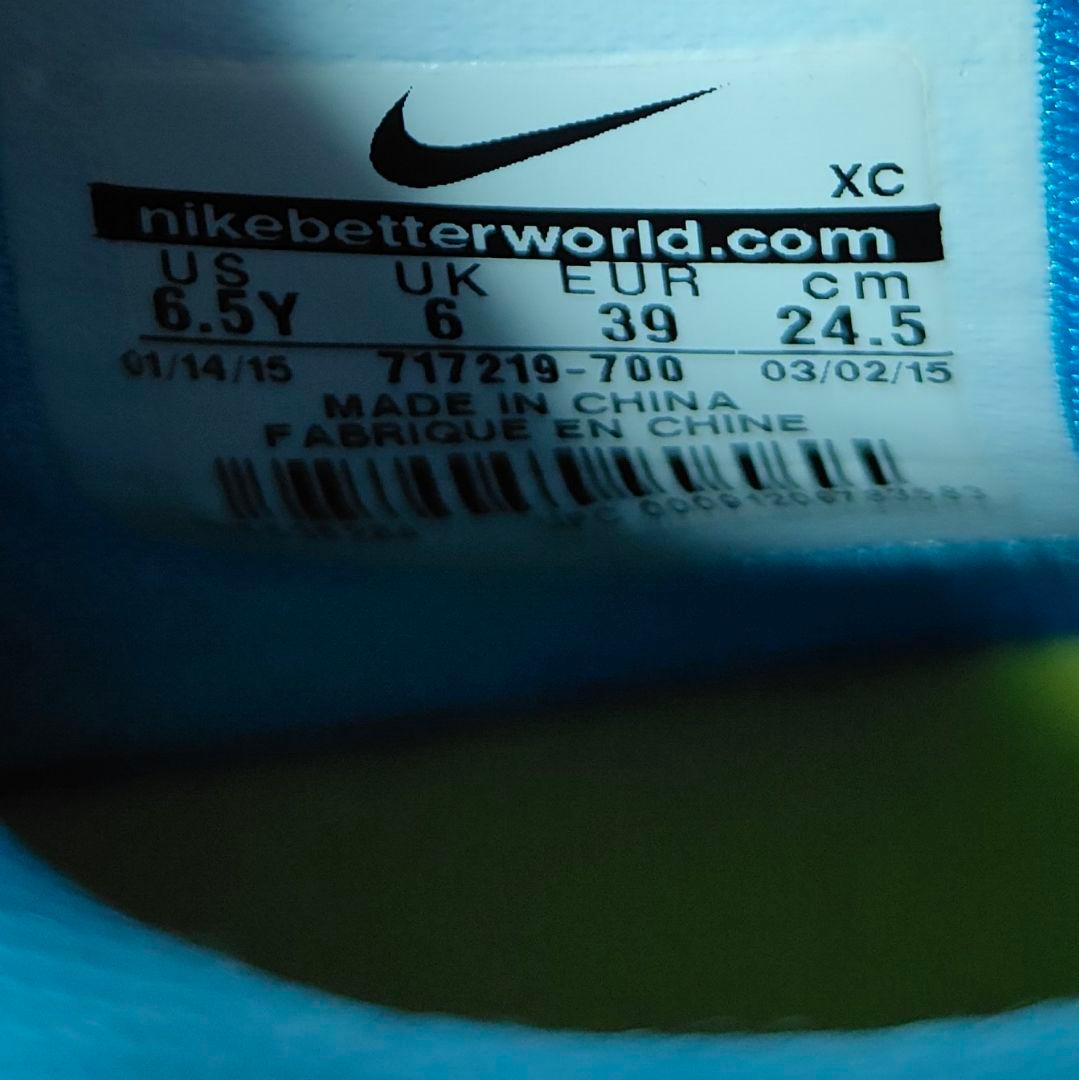 XC
nikebetterworld.com
US UK EUR cm
6.5Y 6 39 24.5
01/14/15 717219-700 03/02/15
MADE IN CHINA
FABRIQUE EN CHINE